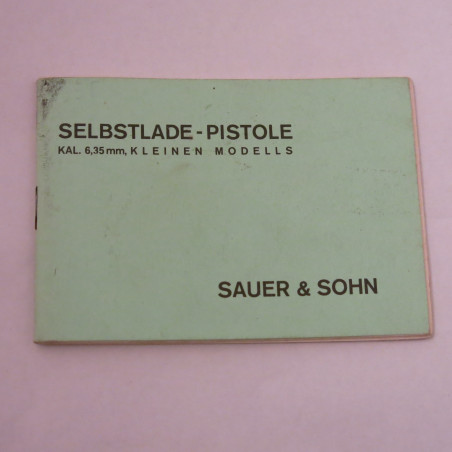 SELBSTLADE-PISTOLE
KAL. 6,35 mm, KLEINEN MODELLS
SAUER & SOHN